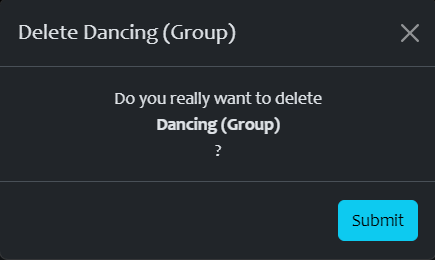 Delete Dancing (Group)
Do you really want to delete
Dancing (Group)
?
Submit